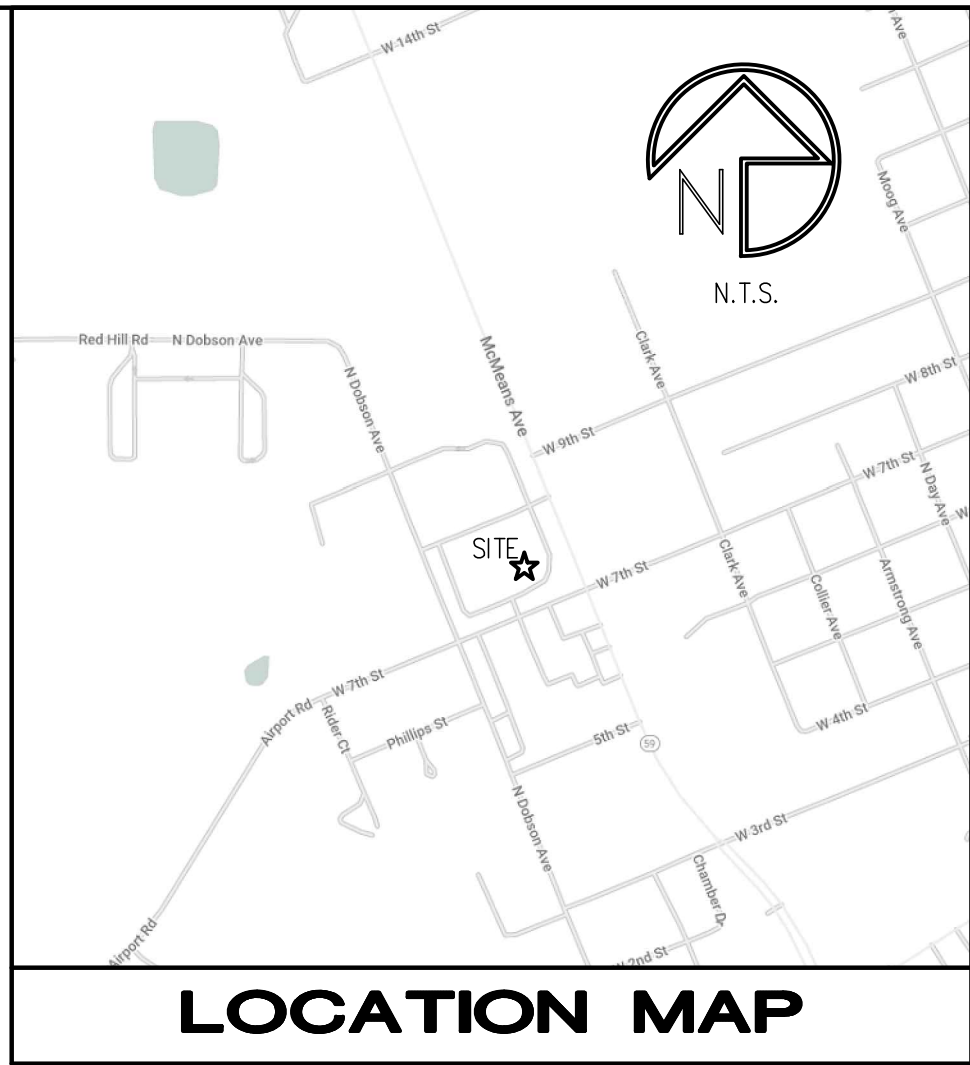 W 14th St
Ave
Moog Ave
N
N.T.S.
Red Hill Rd
N Dobson Ave
McMeans Ave
Clark Ave
N Dobson Ave
W 8th St
W 9th St
W 7th St
N Day Ave
W
SITE
W 7th St
Clark Ave
Collier Ave
Armstrong Ave
W 7th St
Airport Rd
Rider Ct
Phillips St
5th St
59
W 4th St
N Dobson Ave
W 3rd St
Chamber Dr
Airport Rd
W 2nd St
LOCATION MAP